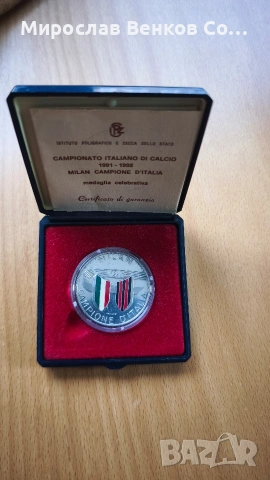 Мирослав Венков Со...
ISTITUTO POLIGRAFICO E ZECCA DELLO STATO
CAMPIONATO ITALIANO DI CALCIO
1991 - 1992
MILAN CAMPIONE D'ITALIA
medaglia celebrativa
Certificato di garanzia
MILAN
CAMPIONE D'ITALIA
bazar